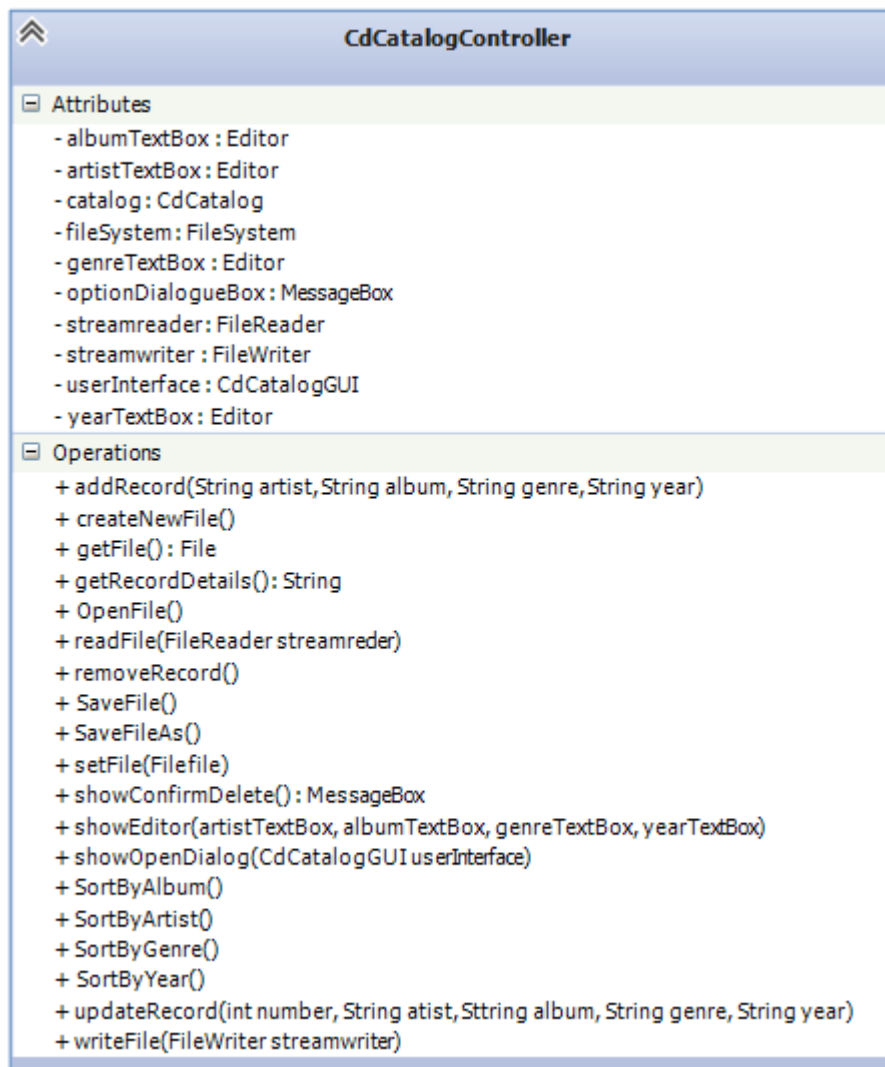 CdCatalogController
Attributes
- albumTextBox : Editor
- artistTextBox : Editor
- catalog : CdCatalog
- fileSystem : FileSystem
- genreTextBox : Editor
- optionDialogueBox : MessageBox
- streamreader : FileReader
- streamwriter : FileWriter
- userInterface : CdCatalogGUI
- yearTextBox : Editor
Operations
+ addRecord(String artist, String album, String genre, String year)
+ createNewFile()
+ getFile() : File
+ getRecordDetails() : String
+ OpenFile()
+ readFile(FileReader streamreder)
+ removeRecord()
+ SaveFile()
+ SaveFileAs()
+ setFile(Filefile)
+ showConfirmDelete() : MessageBox
+ showEditor(artistTextBox, albumTextBox, genreTextBox, yearTextBox)
+ showOpenDialog(CdCatalogGUI userInterface)
+ SortByAlbum()
+ SortByArtist()
+ SortByGenre()
+ SortByYear()
+ updateRecord(int number, String atist, Sttring album, String genre, String year)
+ writeFile(FileWriter streamwriter)